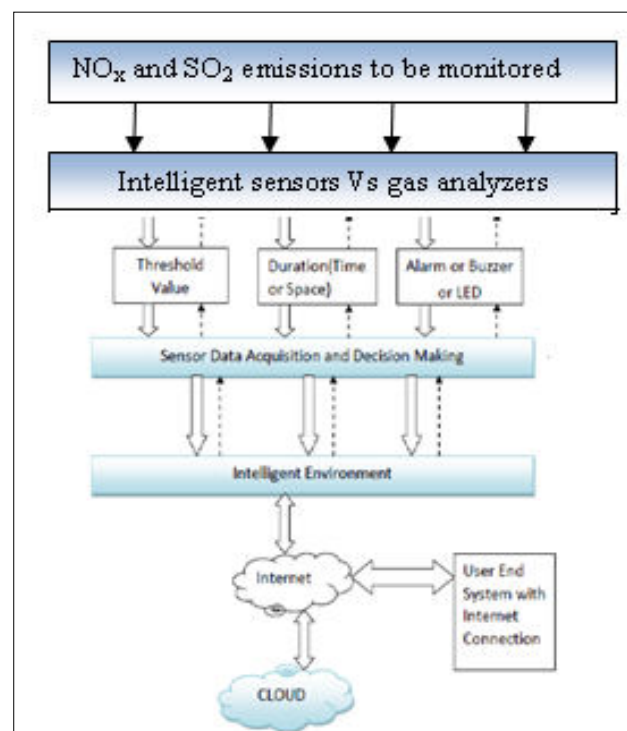 NOx and SO2 emissions to be monitored
Intelligent sensors Vs gas analyzers
Threshold
Value
Duration(Time
or Space)
Alarm or Buzzer
or LED
Sensor Data Acquisition and Decision Making
Intelligent Environment
Internet
User End
System with
Internet
Connection
CLOUD